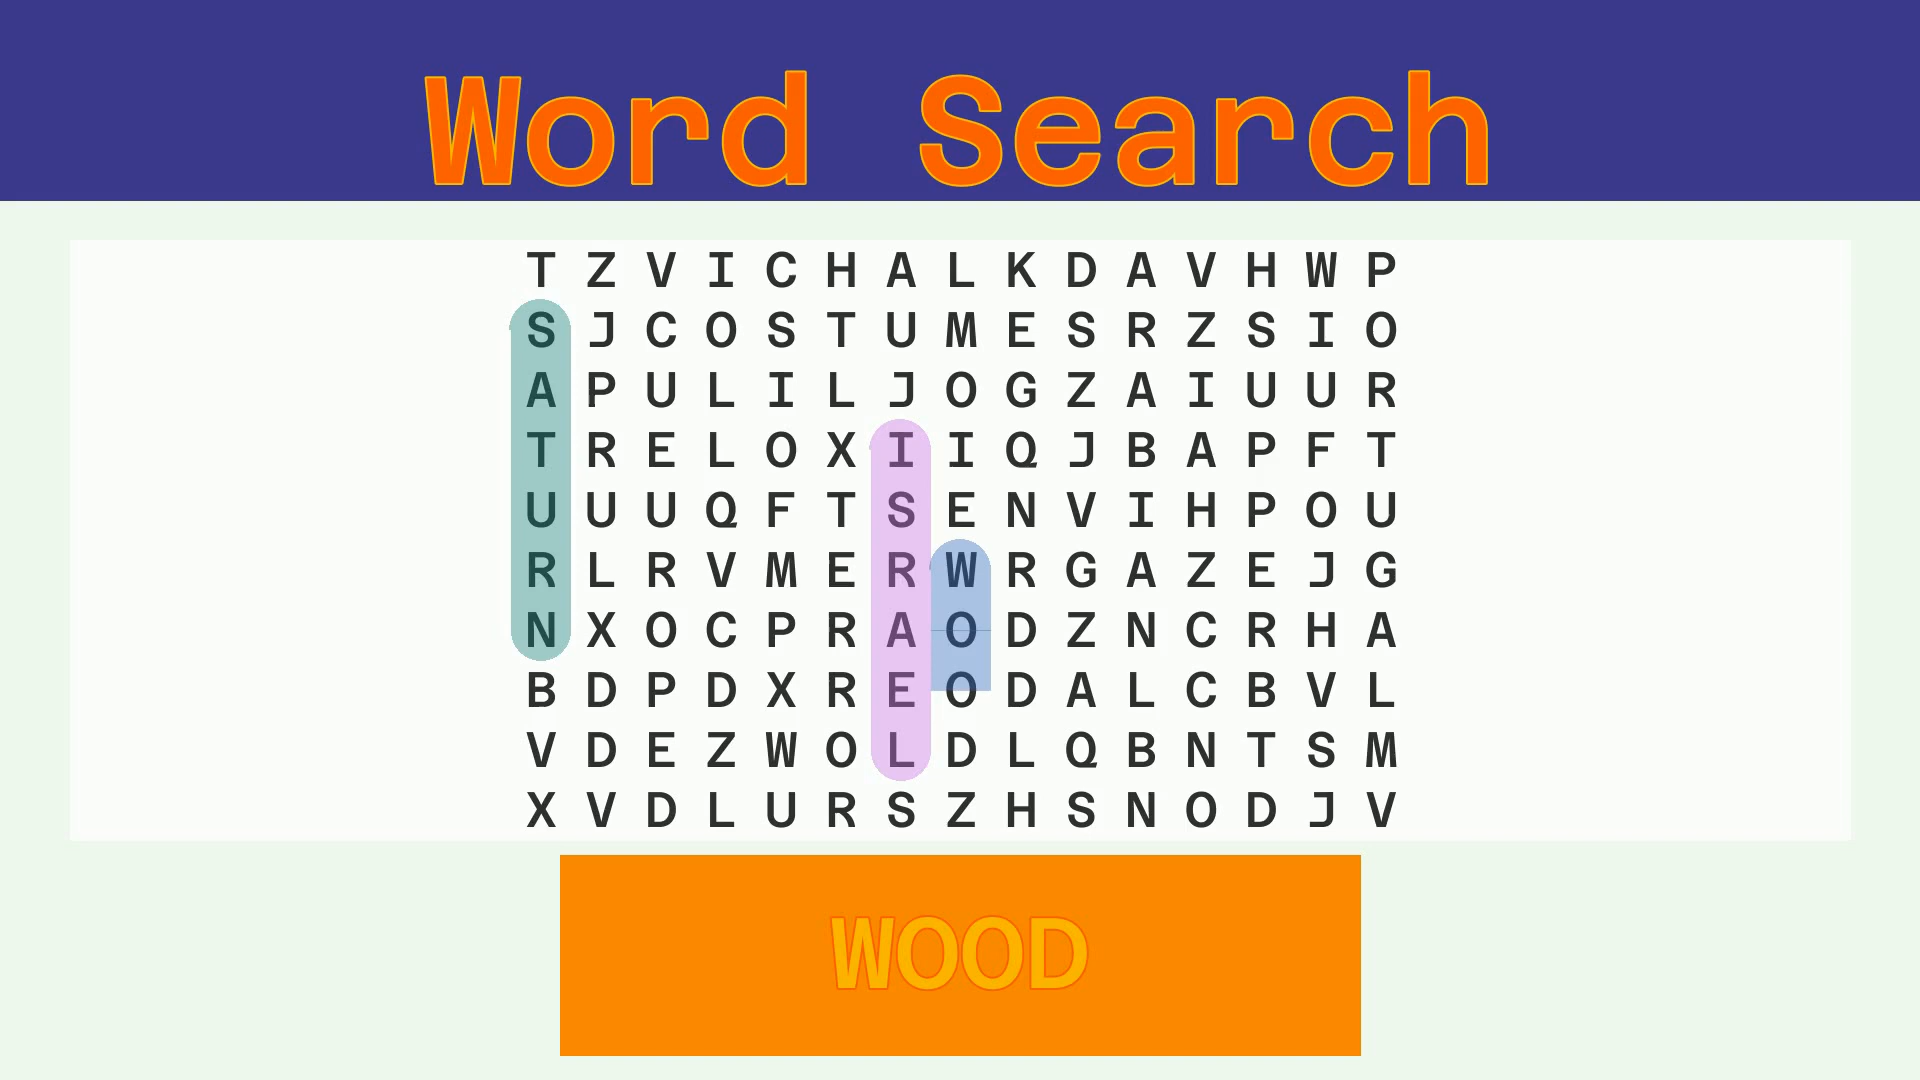 Word Search
T Z V I C H A L K D A V H W P
S J C O S T U M E S R Z S I O
A P U L I L J O G Z A I U U R
T R E L O X I I Q J B A P F T
U U U Q F T S E N V I H P O U
R L R V M E R W R G A Z E J G
N X O C P R A O D Z N C R H A
B D P D X R E O D A L C B V L
V D E Z W O L D L Q B N T S M
X V D L U R S Z H S N O D J V
WOOD